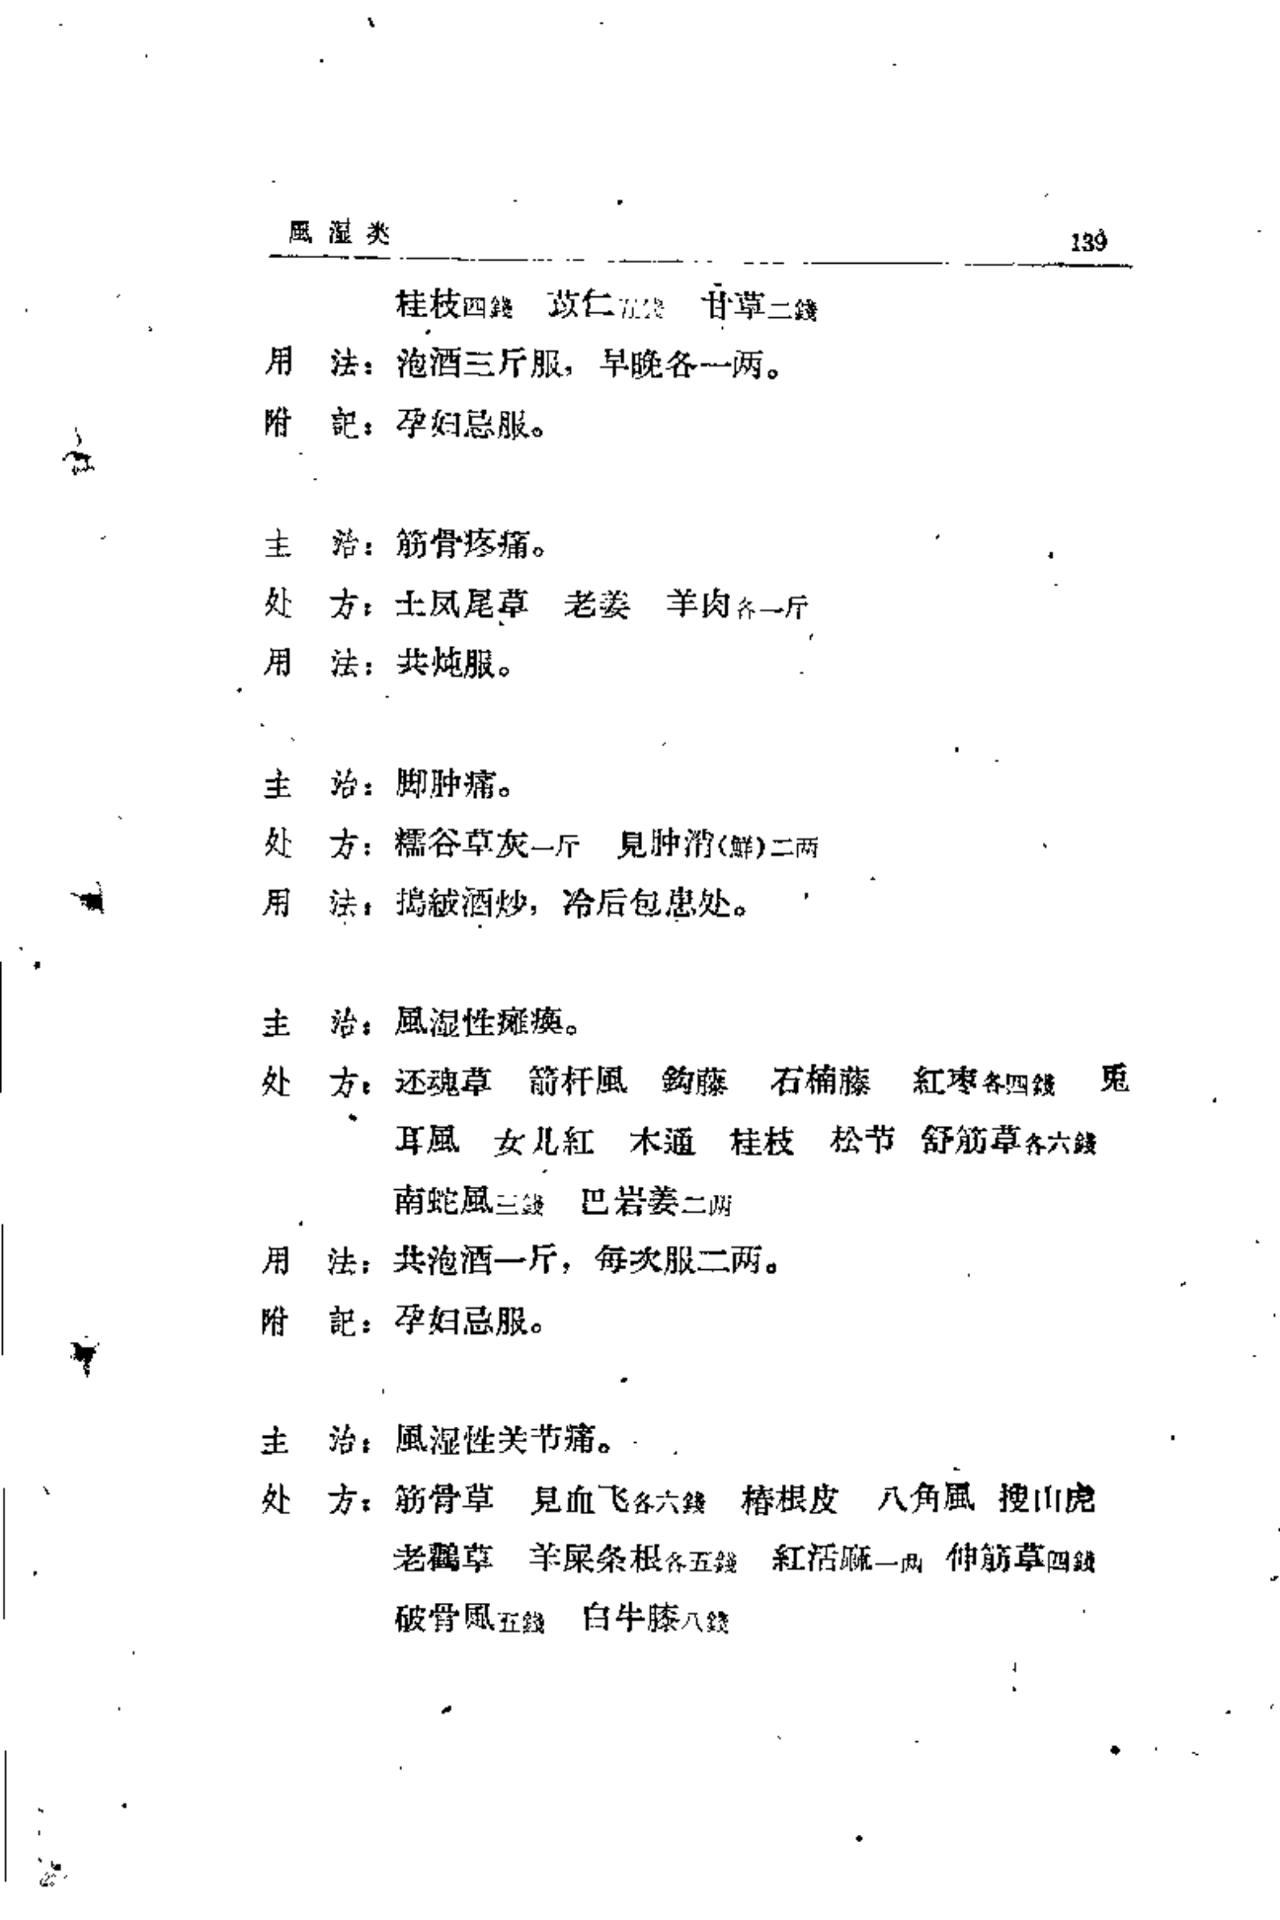 風湿类 139
桂枝四錢 苡仁五錢 甘草二錢
用 法：泡酒三斤服，早晚各一两。
附 記：孕妇忌服。
主 治：筋骨疼痛。
处 方：土凤尾草 老姜 羊肉各一斤
用 法：共炖服。
主 治：脚肿痛。
处 方：糯谷草灰一斤 見肿消(鮮)二两
用 法：搗絨酒炒，冷后包患处。
主 治：風湿性瘫痪。
处 方：还魂草 箭杆風 鈎藤 石楠藤 紅枣各四錢 兎
耳風 女儿紅 木通 桂枝 松节 舒筋草各六錢
南蛇風三錢 巴岩姜二两
用 法：共泡酒一斤，每次服二两。
附 記：孕妇忌服。
主 治：風湿性关节痛。
处 方：筋骨草 見血飞各六錢 椿根皮 八角風 搜山虎
老鸛草 羊屎条根各五錢 紅活麻一两 伸筋草四錢
破骨風五錢 白牛膝八錢